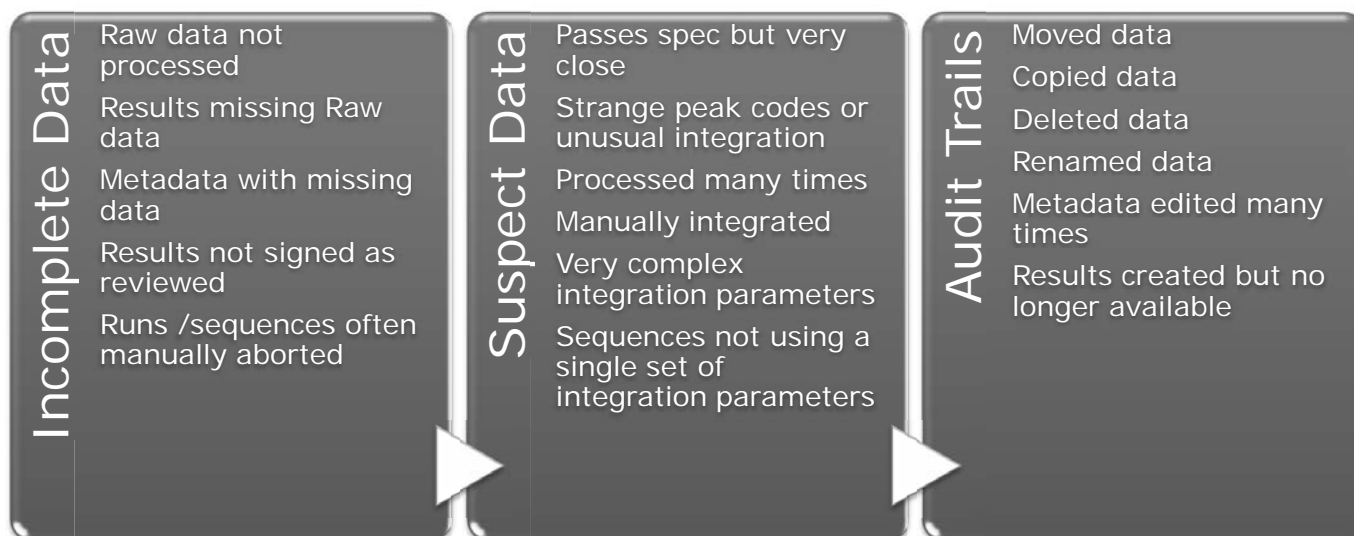 Incomplete Data
Raw data not
processed
Results missing Raw
data
Metadata with missing
data
Results not signed as
reviewed
Runs /sequences often
manually aborted
Suspect Data
Passes spec but very
close
Strange peak codes or
unusual integration
Processed many times
Manually integrated
Very complex
integration parameters
Sequences not using a
single set of
integration parameters
Audit Trails
Moved data
Copied data
Deleted data
Renamed data
Metadata edited many
times
Results created but no
longer available